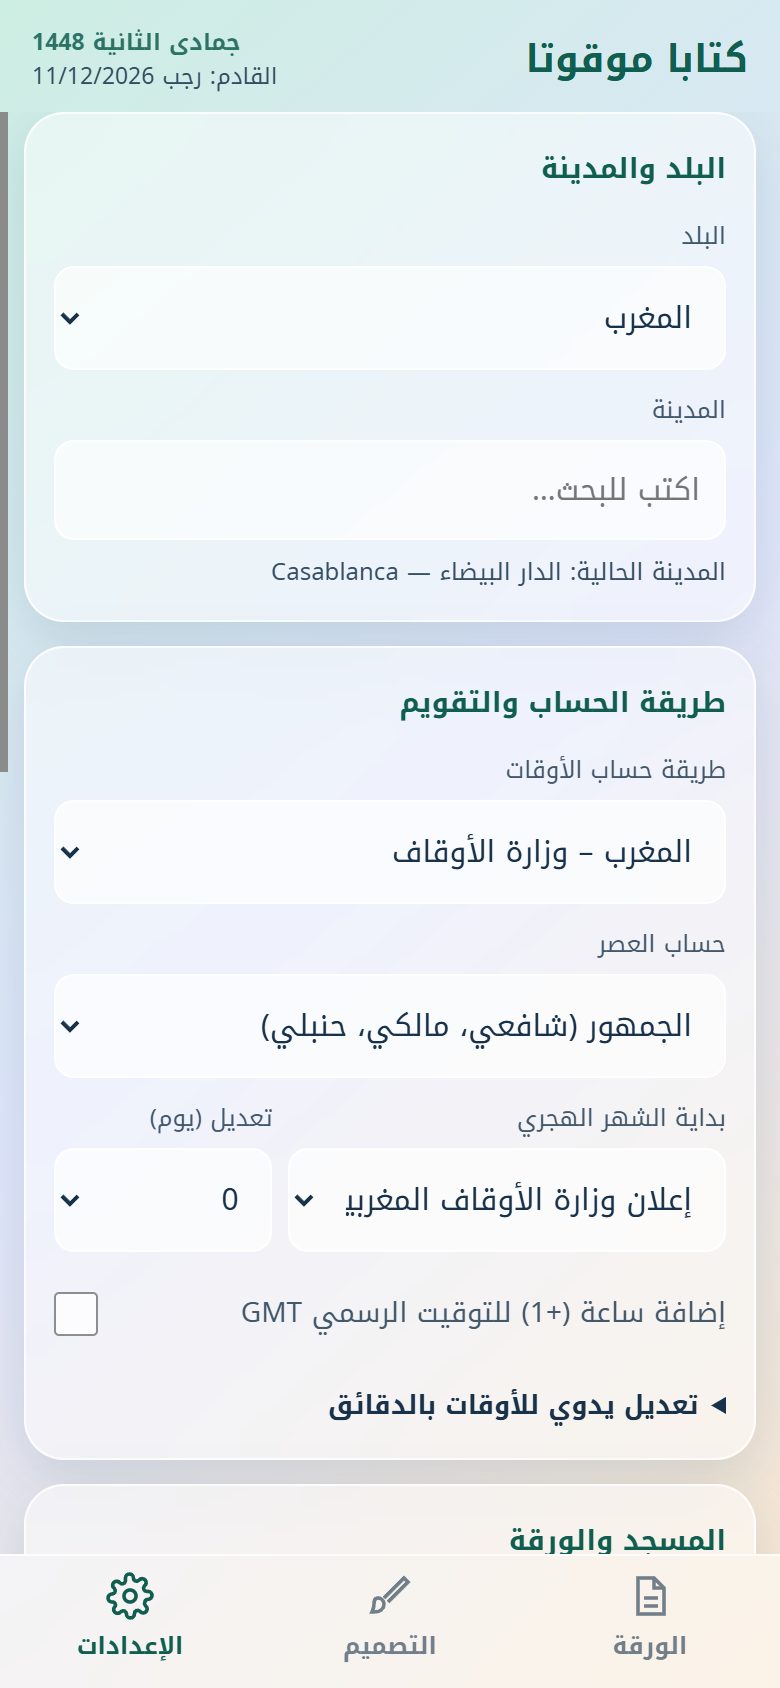 كتابا موقوتا
جمادى الثانية 1448
القادم: رجب 11/12/2026
البلد والمدينة
البلد
المغرب
المدينة
اكتب للبحث...
المدينة الحالية: الدار البيضاء — Casablanca
طريقة الحساب والتقويم
طريقة حساب الأوقات
المغرب – وزارة الأوقاف
حساب العصر
الجمهور (شافعي، مالكي، حنبلي)
بداية الشهر الهجري
تعديل (يوم)
إعلان وزارة الأوقاف المغربي
0
إضافة ساعة (+1) للتوقيت الرسمي GMT
تعديل يدوي للأوقات بالدقائق
المسجد والورقة
الورقة
التصميم
الإعدادات